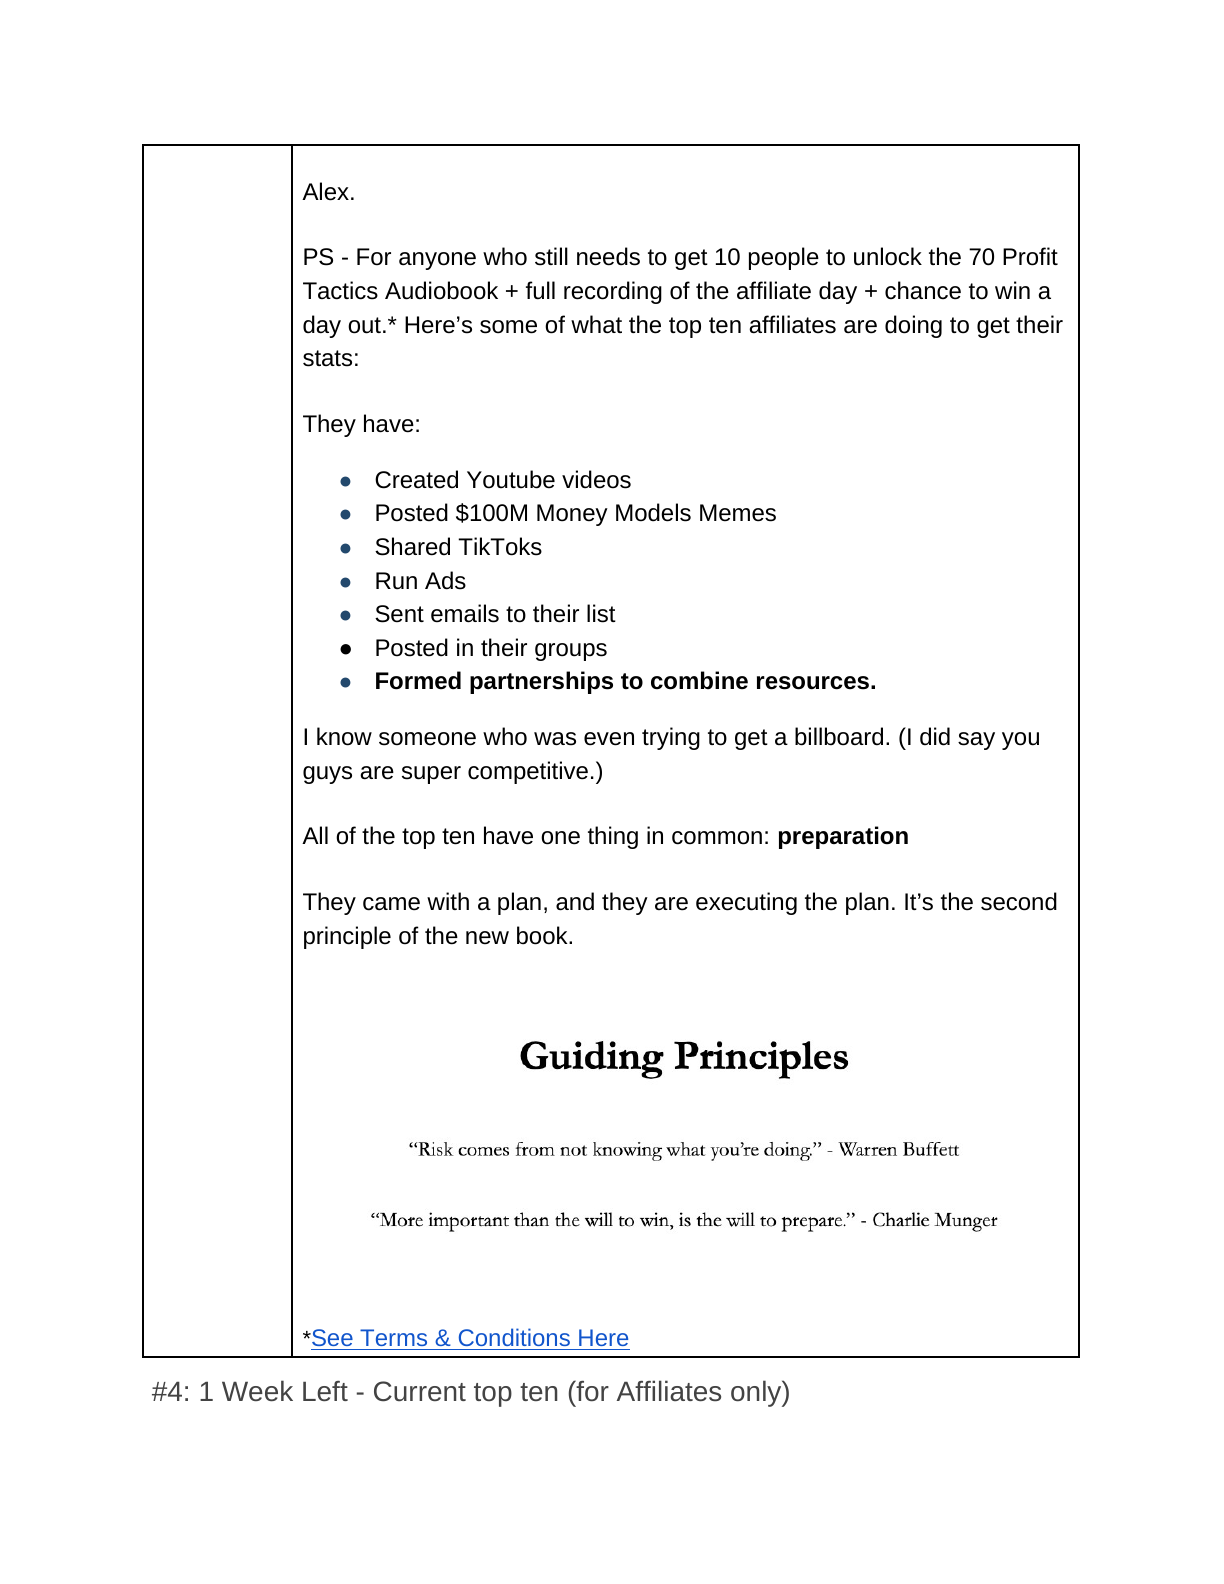 Alex.
PS - For anyone who still needs to get 10 people to unlock the 70 Profit
Tactics Audiobook + full recording of the affiliate day + chance to win a
day out.* Here’s some of what the top ten affiliates are doing to get their
stats:
They have:
● Created Youtube videos
● Posted $100M Money Models Memes
● Shared TikToks
● Run Ads
● Sent emails to their list
● Posted in their groups
● Formed partnerships to combine resources.
I know someone who was even trying to get a billboard. (I did say you
guys are super competitive.)
All of the top ten have one thing in common: preparation
They came with a plan, and they are executing the plan. It’s the second
principle of the new book.
Guiding Principles
“Risk comes from not knowing what you’re doing.” - Warren Buffett
“More important than the will to win, is the will to prepare.” - Charlie Munger
*See Terms & Conditions Here
#4: 1 Week Left - Current top ten (for Affiliates only)